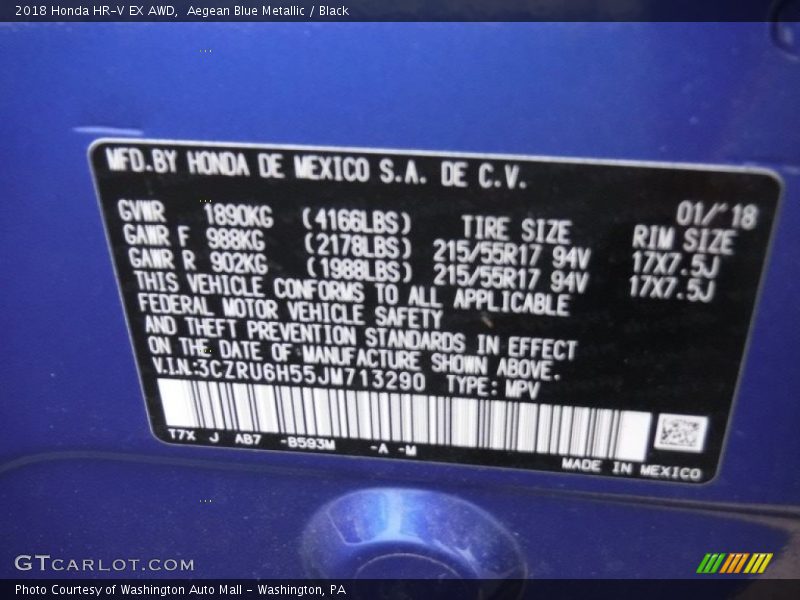 2018 Honda HR-V EX AWD, Aegean Blue Metallic / Black
MFD.BY HONDA DE MEXICO S.A. DE C.V.
01/'18
GVWR 1890KG (4166LBS) TIRE SIZE RIM SIZE
GAWR F 988KG (2178LBS) 215/55R17 94V 17X7.5J
GAWR R 902KG (1988LBS) 215/55R17 94V 17X7.5J
THIS VEHICLE CONFORMS TO ALL APPLICABLE
FEDERAL MOTOR VEHICLE SAFETY
AND THEFT PREVENTION STANDARDS IN EFFECT
ON THE DATE OF MANUFACTURE SHOWN ABOVE.
V.I.N:3CZRU6H55JM713290 TYPE: MPV
T7X J AB7 -B593M -A -M
MADE IN MEXICO
GTCARLOT.COM
Photo Courtesy of Washington Auto Mall - Washington, PA